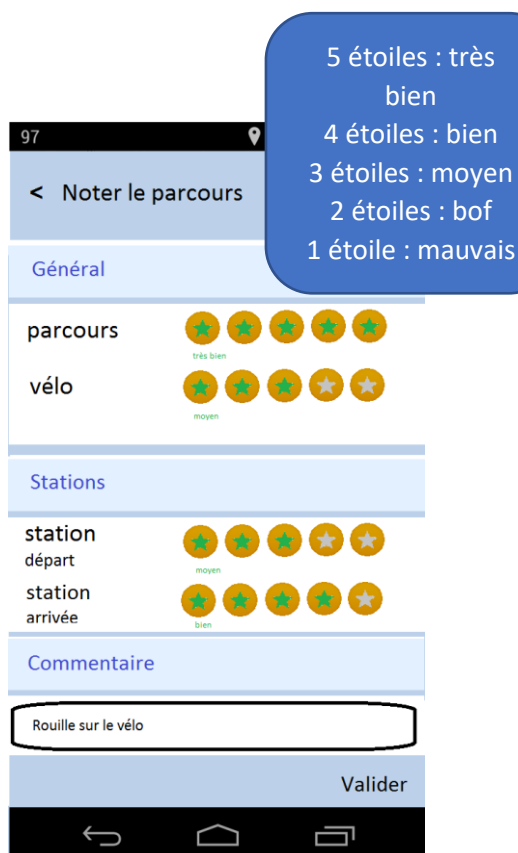 5 étoiles : très
bien
4 étoiles : bien
3 étoiles : moyen
2 étoiles : bof
1 étoile : mauvais
97
< Noter le parcours
Général
parcours
très bien
vélo
moyen
Stations
station
départ
moyen
station
arrivée
bien
Commentaire
Rouille sur le vélo
Valider